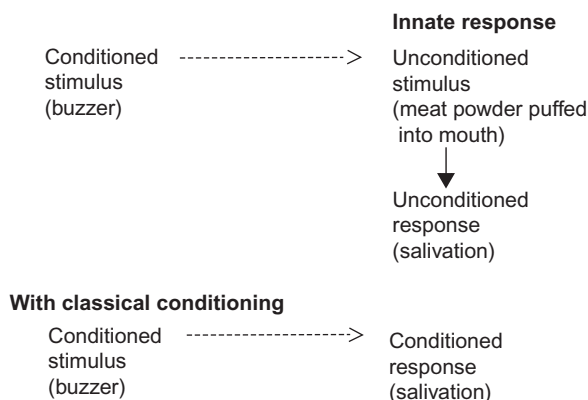 Innate response
Conditioned
stimulus
(buzzer)
Unconditioned
stimulus
(meat powder puffed
into mouth)
Unconditioned
response
(salivation)
With classical conditioning
Conditioned
stimulus
(buzzer)
Conditioned
response
(salivation)